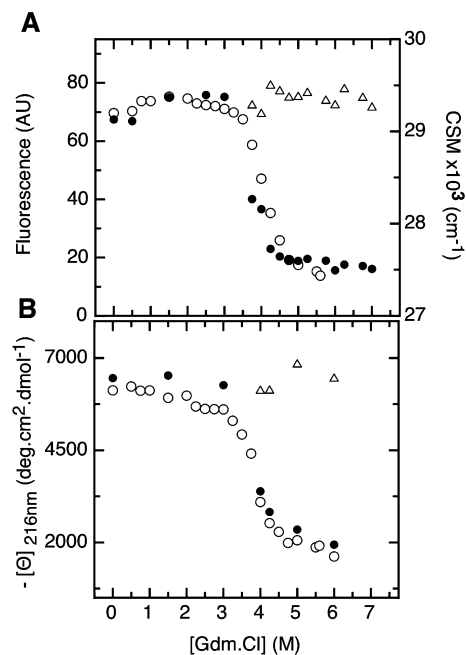 A
80
60
40
20
0
Fluorescence (AU)
30
29
28
27
CSM x10³ (cm⁻¹)
B
7000
4500
2000
- [Θ] 216nm (deg.cm².dmol⁻¹)
0 1 2 3 4 5 6 7
[Gdm.Cl] (M)